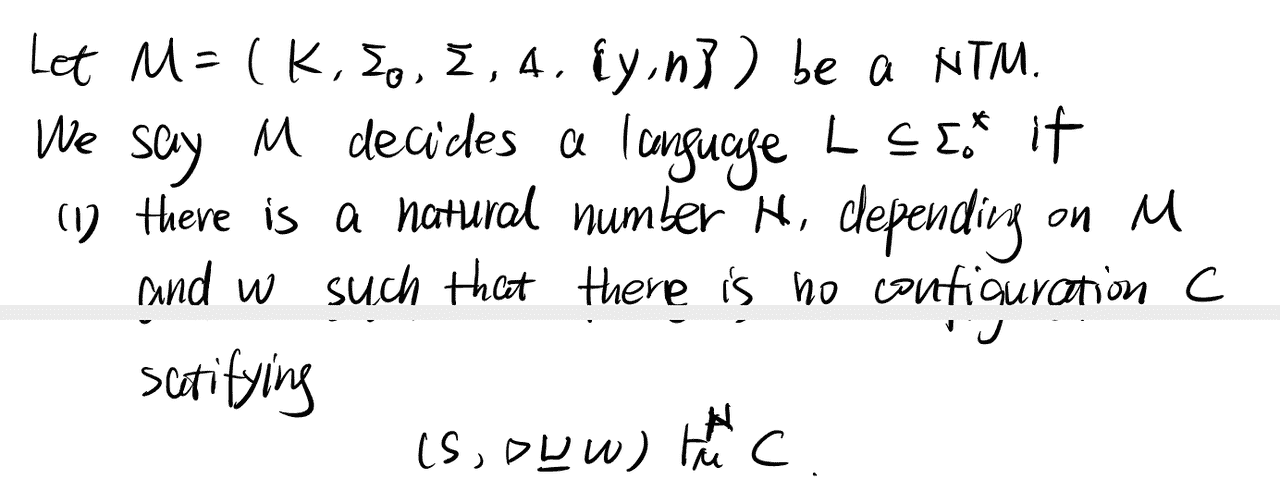 Let M = ( K, Σ₀, Σ, Δ, {y,n} ) be a NTM.
We say M decides a language L ⊆ Σ₀* if
(1) there is a natural number N, depending on M
and w such that there is no configuration C
satifying
(s, ▷⊔w) ⊢ᴹᴺ C.